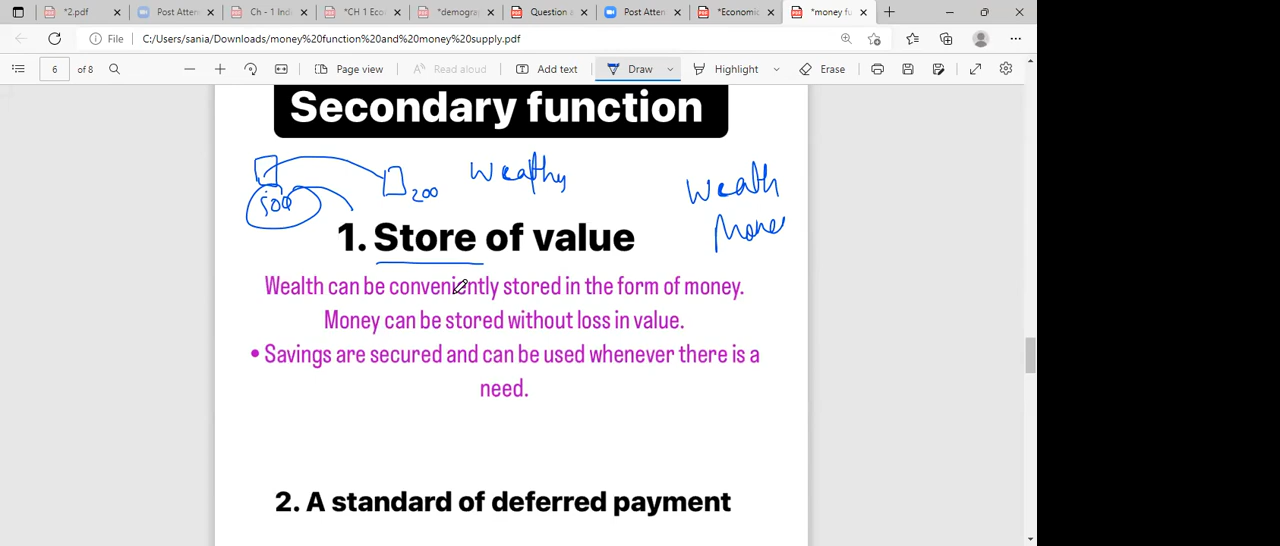 *2.pdf
Post Atten
Ch - 1 Ind
*CH 1 Eco
*demogra
Question a
Post Atten
*Economic
*money fu
File
C:/Users/sania/Downloads/money%20function%20and%20money%20supply.pdf
6 of 8
Page view
Read aloud
Add text
Draw
Highlight
Erase
Secondary function
200
Wealthy
Wealth
500
Money
1. Store of value
Wealth can be conveniently stored in the form of money.
Money can be stored without loss in value.
• Savings are secured and can be used whenever there is a
need.
2. A standard of deferred payment